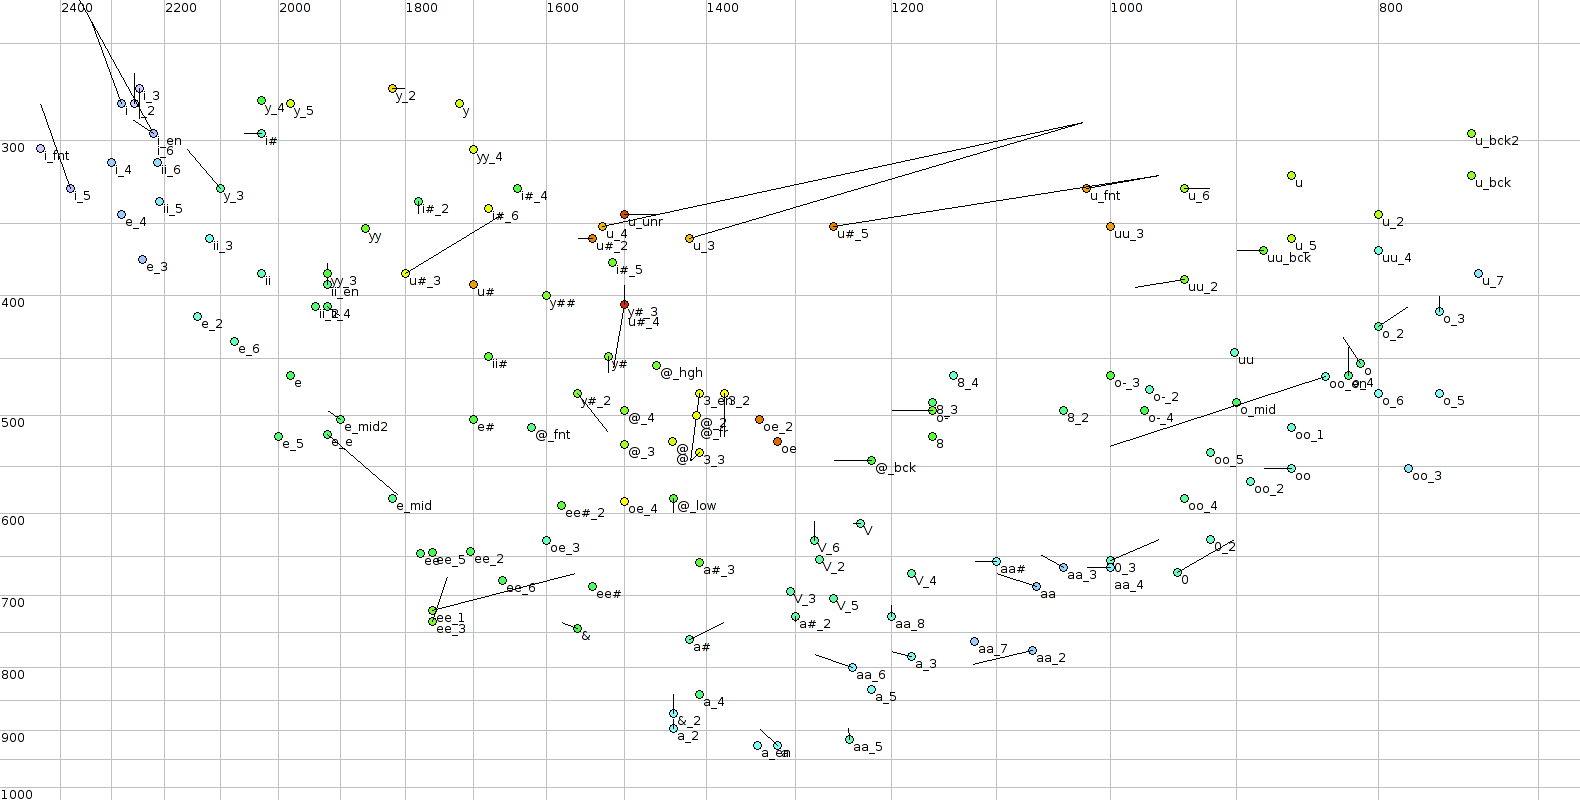 2400 2200 2000 1800 1600 1400 1200 1000 800
i_3
y_2
i i_2 y_4 y_5 y
i_en i# u_bck2
300
i_6 yy_4
i_fnt
i_4 ii_6 u_bck
i_5 y_3 i#_4 u_fnt u_6 u
ii_5 i#_2 i#_6
e_4 u_unr u_2
yy u_4 u#_5 uu_3
ii_3 u#_2 u_3 u_5
e_3 i#_5 uu_bck uu_4
ii u#_3 yy_3 u_7
ii_en u# uu_2
400 y##
ii_2 y#_3 o_3
e_2 u#_4 o_2
e_6
ii# y# uu o
@_hgh
e 8_4 o-_3 oo_en o_4
y#_2 3_en 3_2 o-_2 o_6 o_5
@_4 8_3 o_mid
500 e_mid2 e# @_2 oe_2 o- 8_2 o-_4
@_fnt @_fr oo_1
e_5 e_e 8
@_3 @ oe
@- 3_3 oo_5
@_bck oo oo_3
oo_2
e_mid @_low oo_4
600 ee#_2 oe_4
V
oe_3 V_6 0_2
ee ee_5 ee_2 V_2
a#_3 aa# 0_3
ee_6 V_4 aa_3 0
ee# aa aa_4
700 V_3 V_5
ee_1 a#_2 aa_8
ee_3 &
a# aa_7
a_3 aa_2
800 aa_6
a_4 a_5
&_2
900 a_2
a_en a aa_5
1000